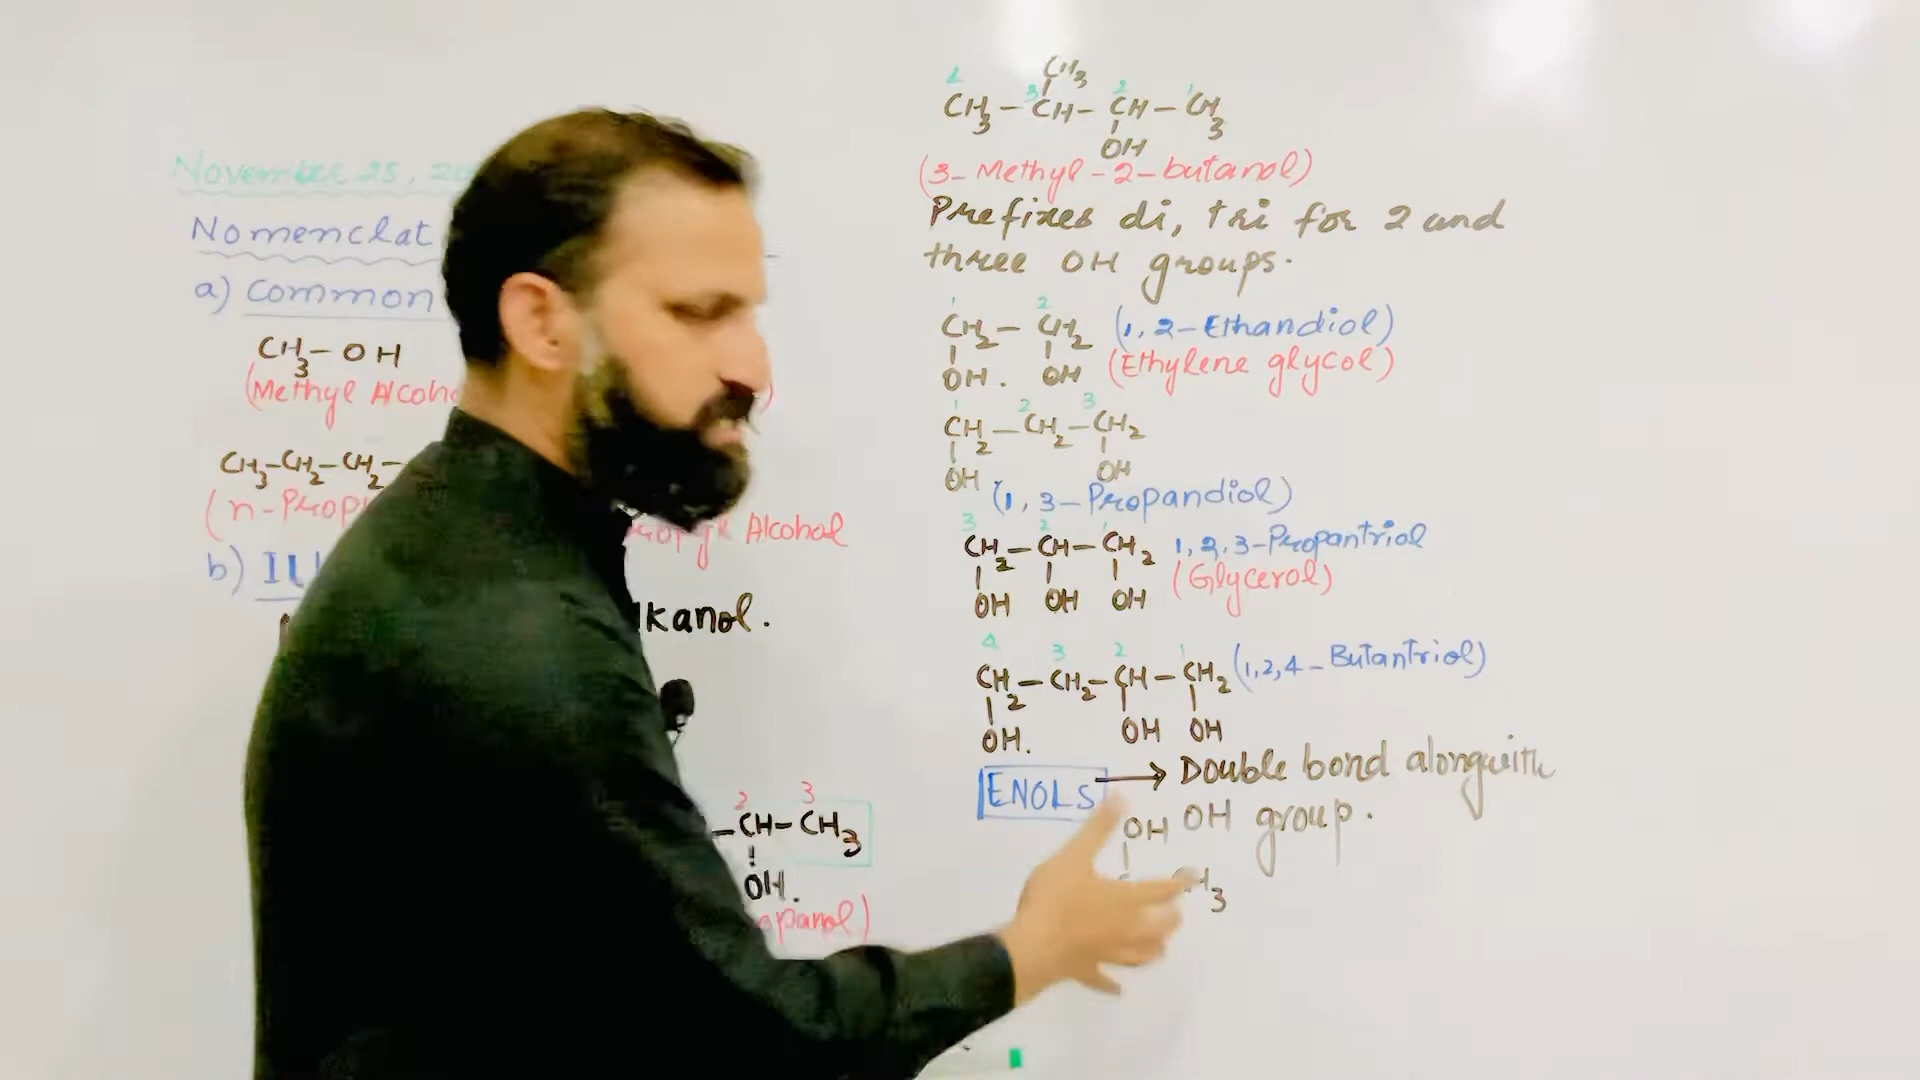 November 25,
Nomenclat
a) Common
CH3-OH
(Methyl Alcoho
CH3-CH2-CH2-
(n-Prop
Alcohol
b)
lkanol.
2 3
-CH-CH3
OH.
opanol)
CH3
4 3 2 1
CH3-CH-CH-CH3
OH
(3-Methyl-2-butanol)
Prefixes di, tri for 2 and
three OH groups.
1 2
CH2-CH2 (1,2-Ethandiol)
OH. OH (Ethylene glycol)
1 2 3
CH2-CH2-CH2
OH OH
(1,3-Propandiol)
3 2 1
CH2-CH-CH2 1,2,3-Propantriol
(Glycerol)
OH OH OH
4 3 2 1
CH2-CH2-CH-CH2 (1,2,4-Butantriol)
OH. OH OH
ENOLS → Double bond alongwith
OH OH group.
H3